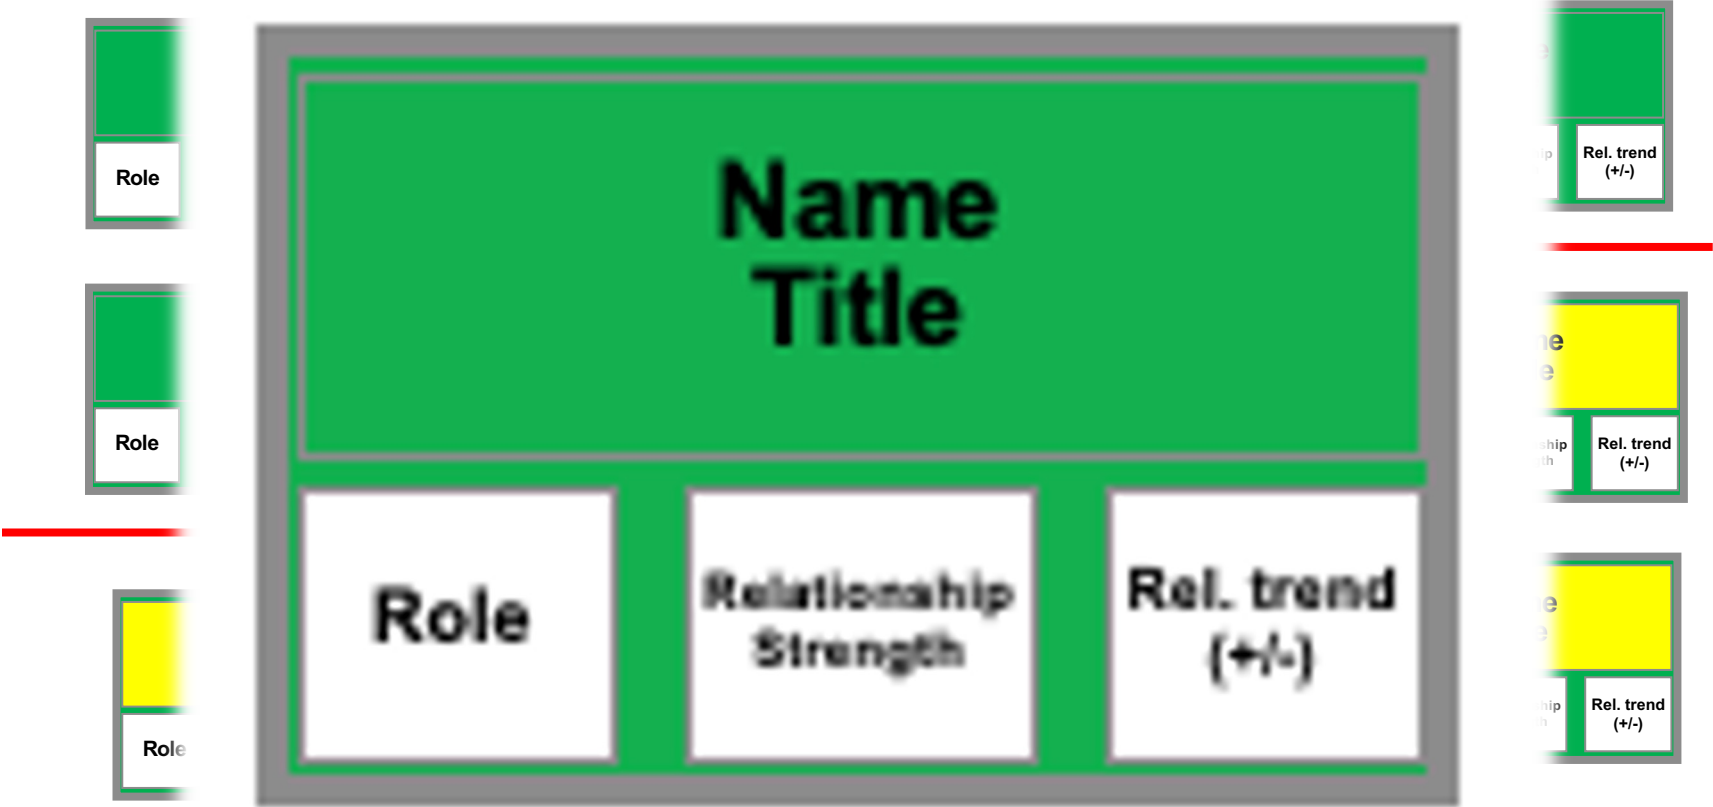 Name
Title
Role
Relationship
Strength
Rel. trend
(+/-)
Role
Role
Role
Rel. trend
(+/-)
Rel. trend
(+/-)
Rel. trend
(+/-)